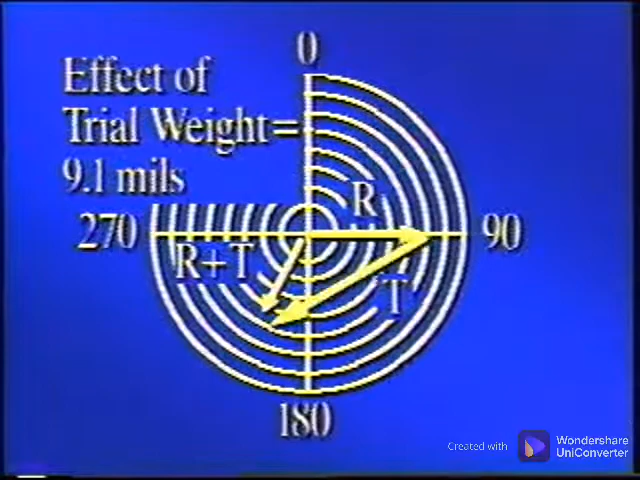 0
Effect of
Trial Weight=
9.1 mils
R
270
90
R+T
T
180
Created with
Wondershare
UniConverter